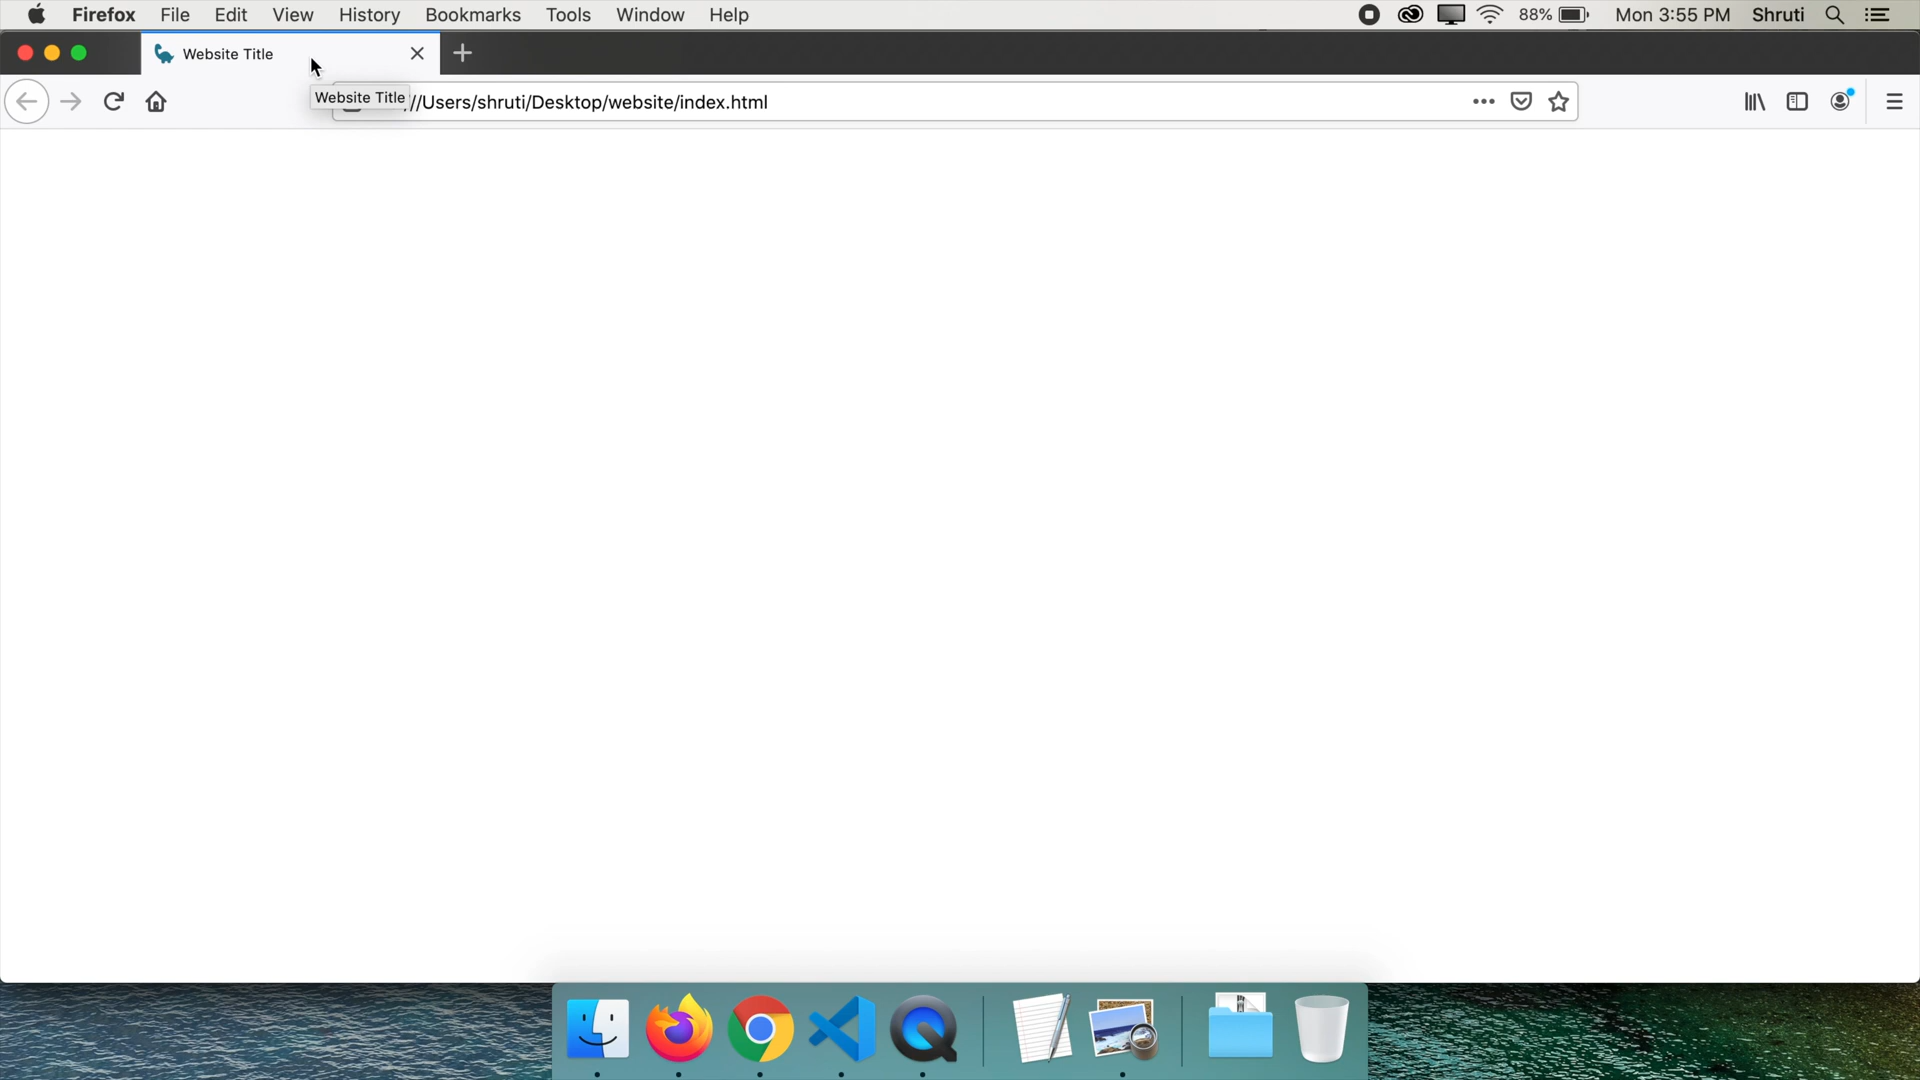 Firefox File Edit View History Bookmarks Tools Window Help 88% Mon 3:55 PM Shruti
Website Title
Website Title
//Users/shruti/Desktop/website/index.html